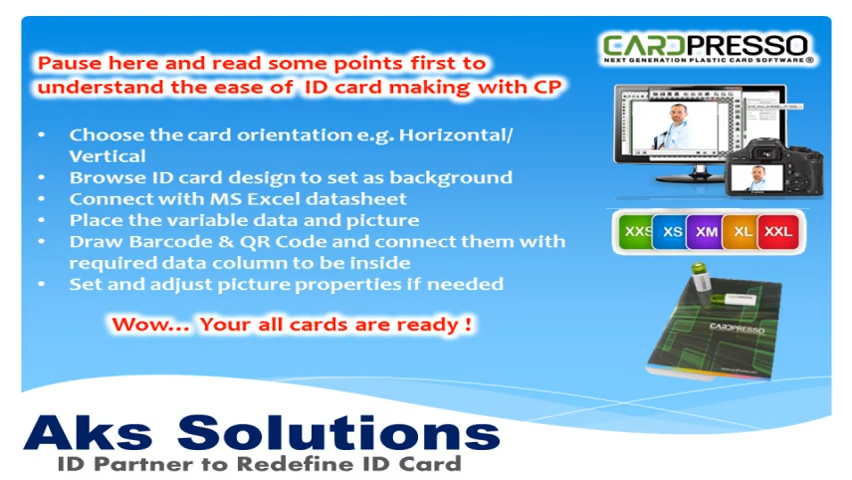 Pause here and read some points first to
understand the ease of ID card making with CP
• Choose the card orientation e.g. Horizontal/
Vertical
• Browse ID card design to set as background
• Connect with MS Excel datasheet
• Place the variable data and picture
• Draw Barcode & QR Code and connect them with
required data column to be inside
• Set and adjust picture properties if needed
Wow... Your all cards are ready !
CARDPRESSO
NEXT GENERATION PLASTIC CARD SOFTWARE®
XXS XS XM XL XXL
CARDPRESSO
Aks Solutions
ID Partner to Redefine ID Card